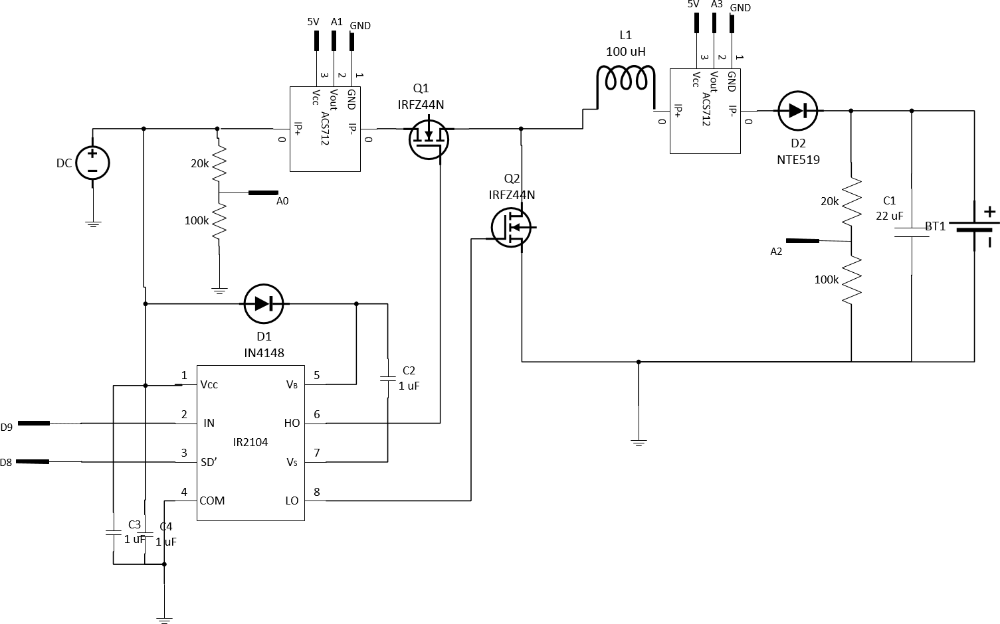 5V A1 GND
3 2 1
Vcc Vout GND
ACS712
IP+ IP-
0 0
Q1
IRFZ44N
L1
100 uH
5V A3 GND
3 2 1
Vcc Vout GND
ACS712
IP+ IP-
0 0
D2
NTE519
DC
20k
A0
100k
Q2
IRFZ44N
20k
C1
22 uF
BT1
A2
100k
D1
IN4148
C2
1 uF
1 Vcc
VB 5
2 IN
HO 6
IR2104
3 SD’
VS 7
4 COM
LO 8
D9
D8
C3
1 uF
C4
1 uF